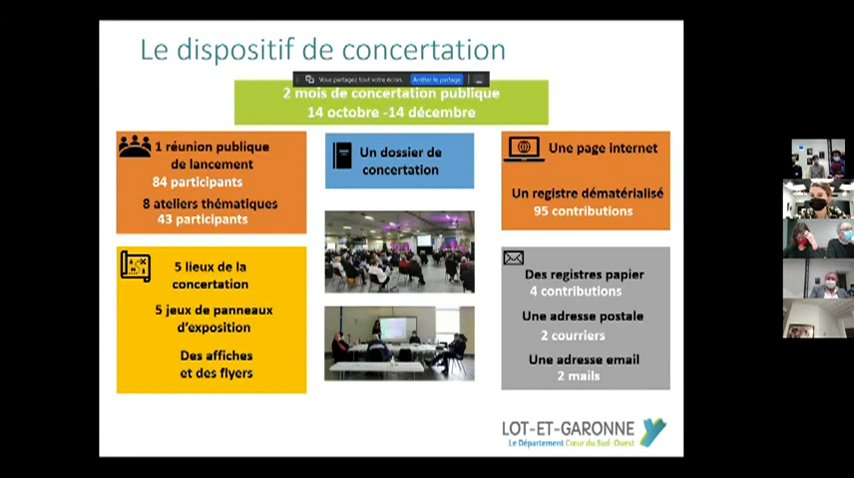 Le dispositif de concertation
Vous partagez tout votre écran.
Arrêter le partage
2 mois de concertation publique
14 octobre -14 décembre
1 réunion publique
de lancement
84 participants
8 ateliers thématiques
43 participants
Un dossier de
concertation
Une page internet
Un registre dématérialisé
95 contributions
5 lieux de la
concertation
5 jeux de panneaux
d'exposition
Des affiches
et des flyers
Des registres papier
4 contributions
Une adresse postale
2 courriers
Une adresse email
2 mails
LOT-ET-GARONNE
Le Département Cœur du Sud-Ouest